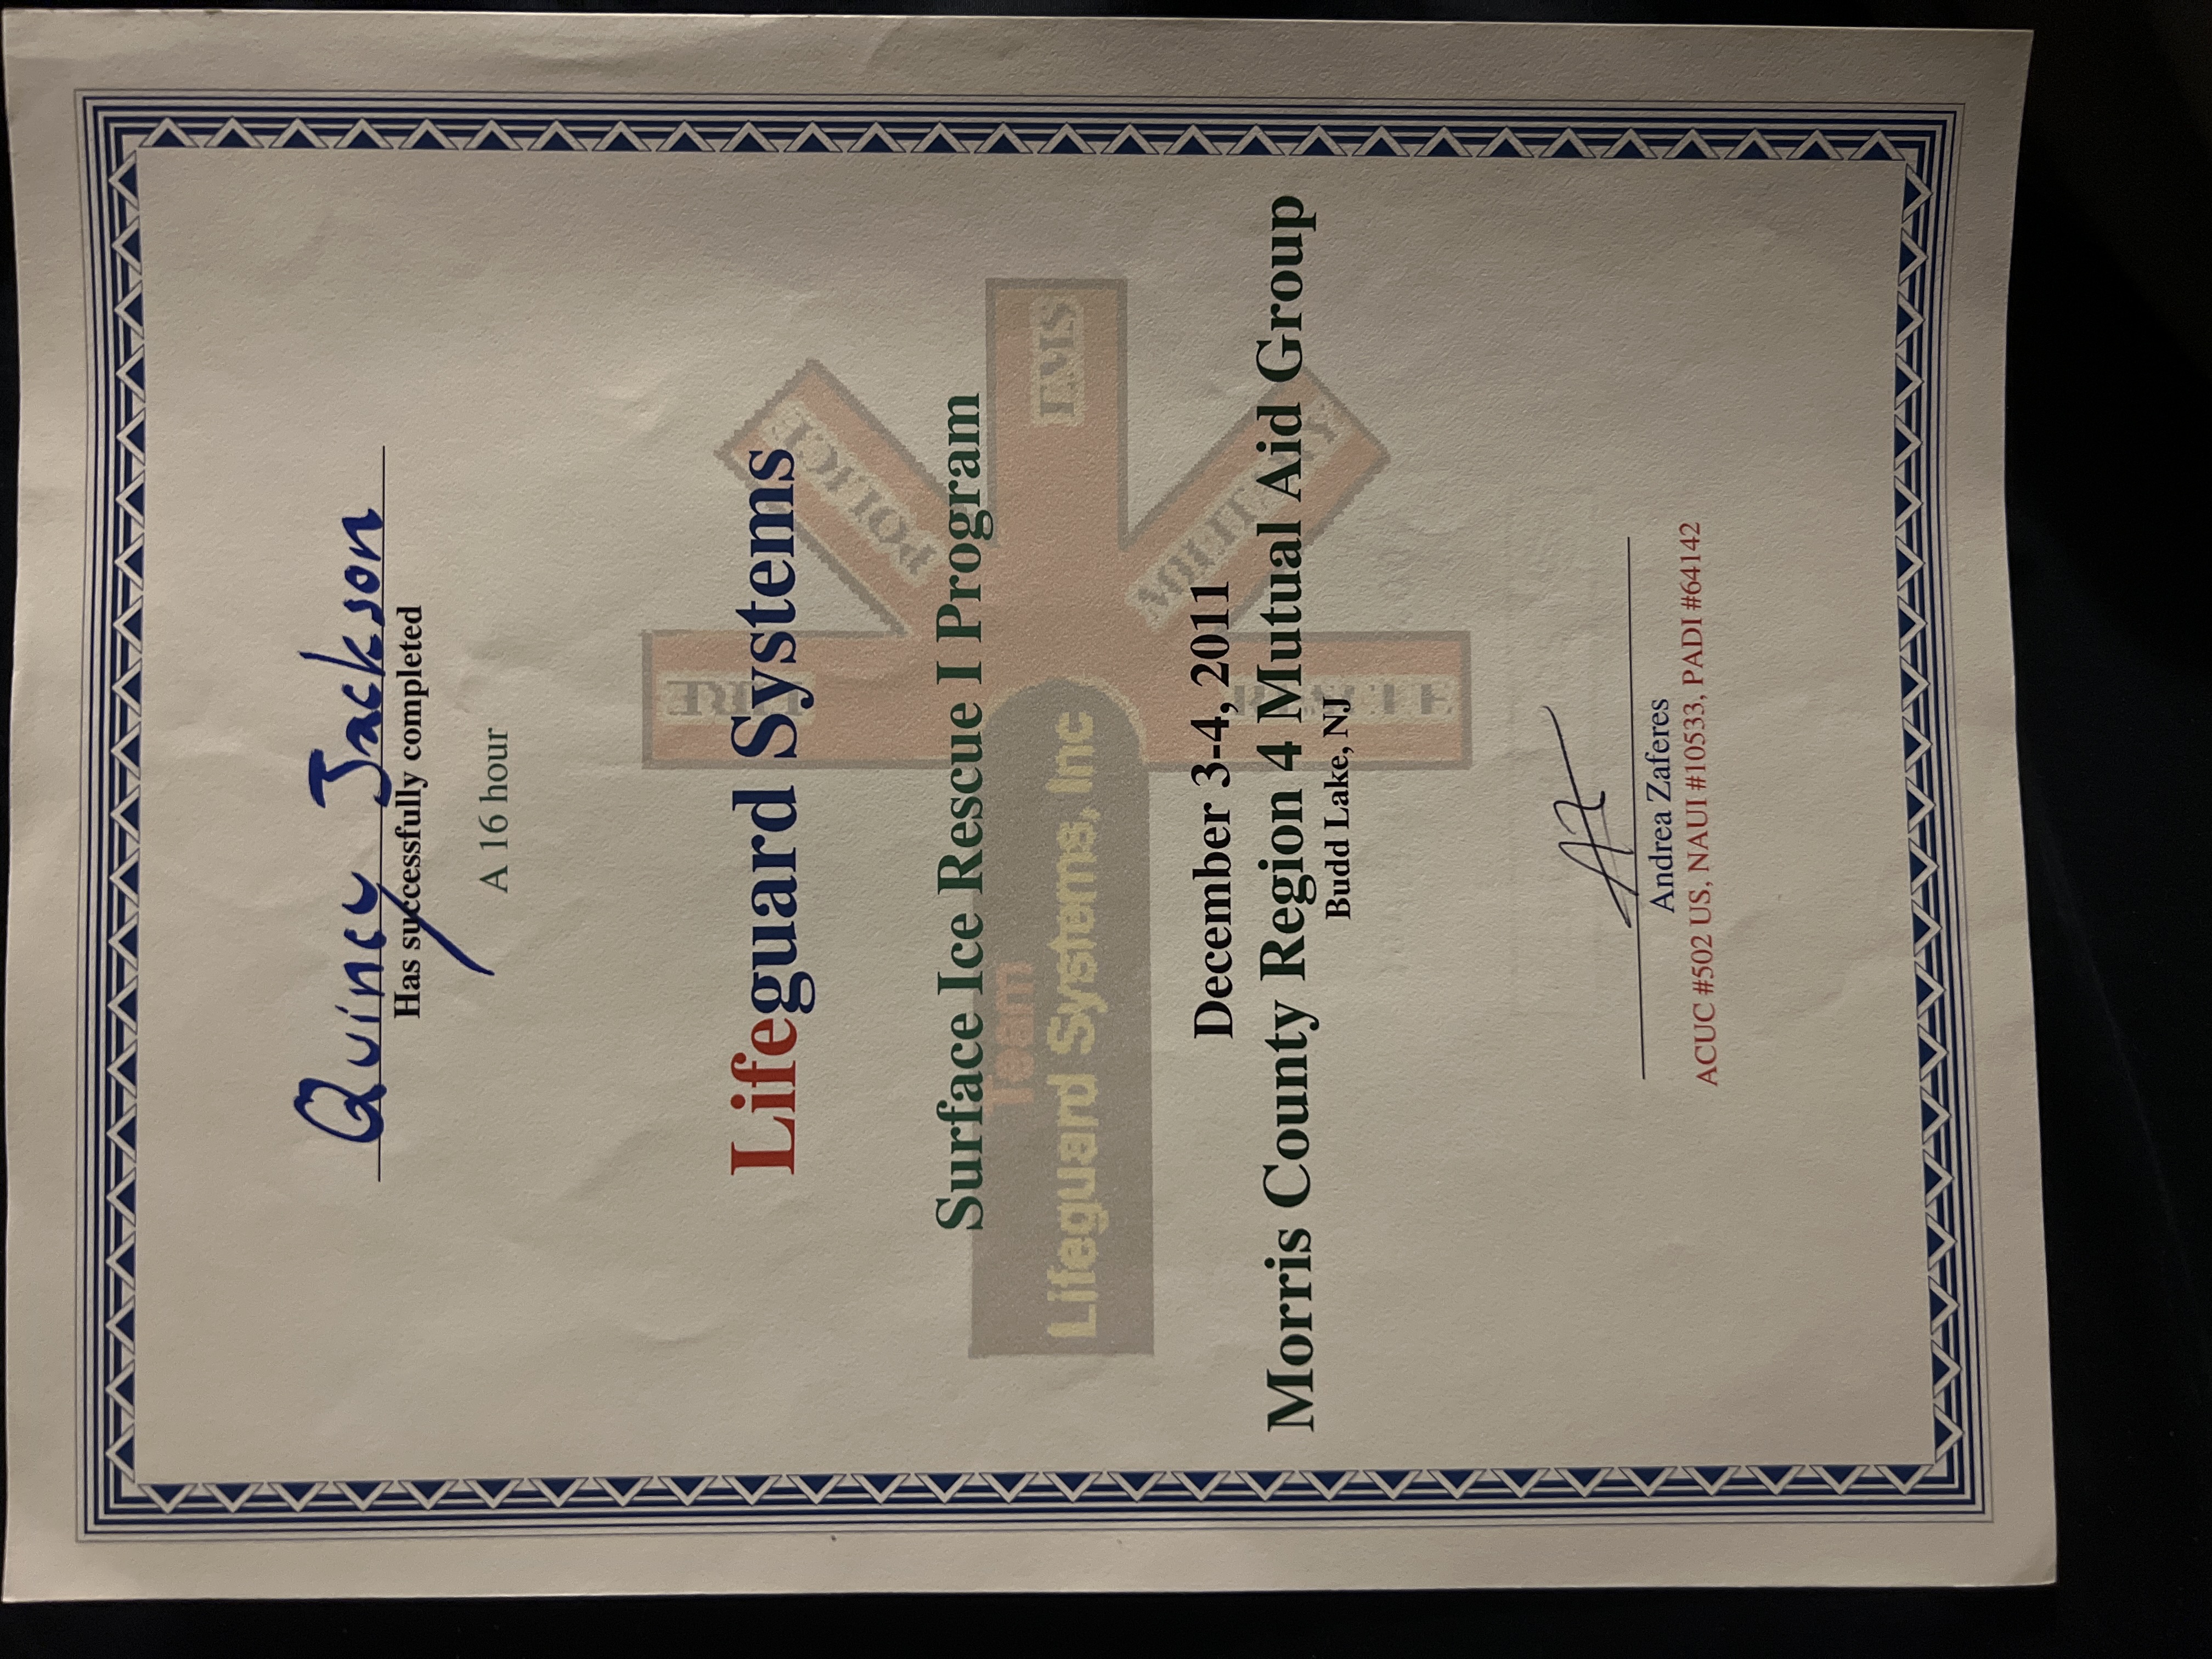 Quincy Jackson
Has successfully completed
A 16 hour
Lifeguard Systems
Surface Ice Rescue I Program
Team
Lifeguard Systems, Inc
FIRE
POLICE
EMS
MILITARY
December 3-4, 2011
Morris County Region 4 Mutual Aid Group
Budd Lake, NJ
Andrea Zaferes
ACUC #502 US, NAUI #10533, PADI #64142